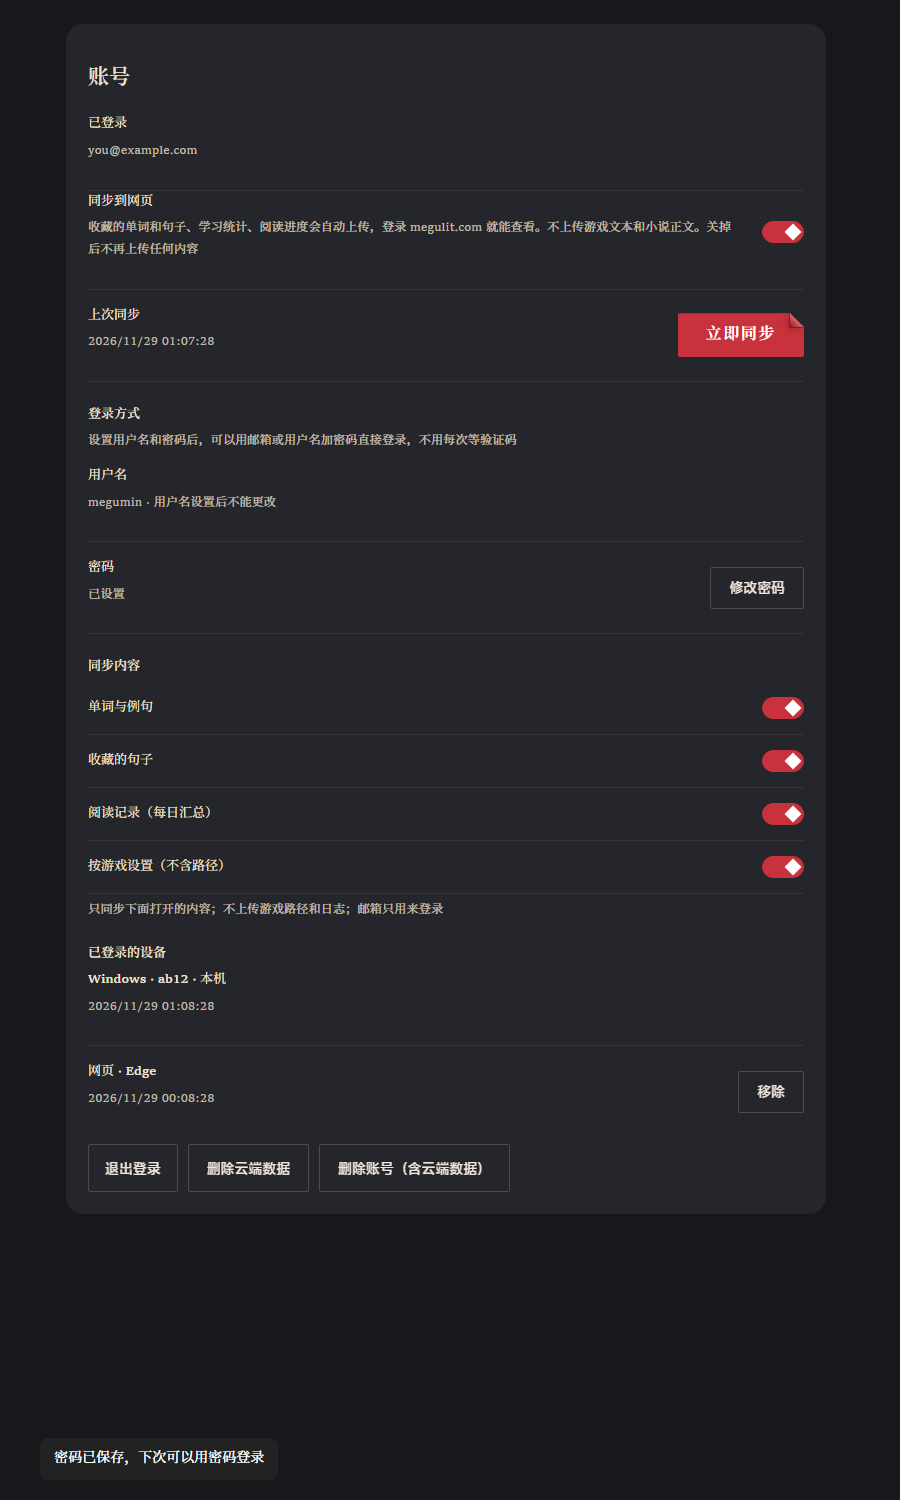 账号
已登录
you@example.com
同步到网页
收藏的单词和句子、学习统计、阅读进度会自动上传，登录 megulit.com 就能查看。不上传游戏文本和小说正文。关掉
后不再上传任何内容
上次同步
2026/11/29 01:07:28
立即同步
登录方式
设置用户名和密码后，可以用邮箱或用户名加密码直接登录，不用每次等验证码
用户名
megumin · 用户名设置后不能更改
密码
已设置
修改密码
同步内容
单词与例句
收藏的句子
阅读记录（每日汇总）
按游戏设置（不含路径）
只同步下面打开的内容；不上传游戏路径和日志；邮箱只用来登录
已登录的设备
Windows · ab12 · 本机
2026/11/29 01:08:28
网页 · Edge
2026/11/29 00:08:28
移除
退出登录
删除云端数据
删除账号（含云端数据）
密码已保存，下次可以用密码登录